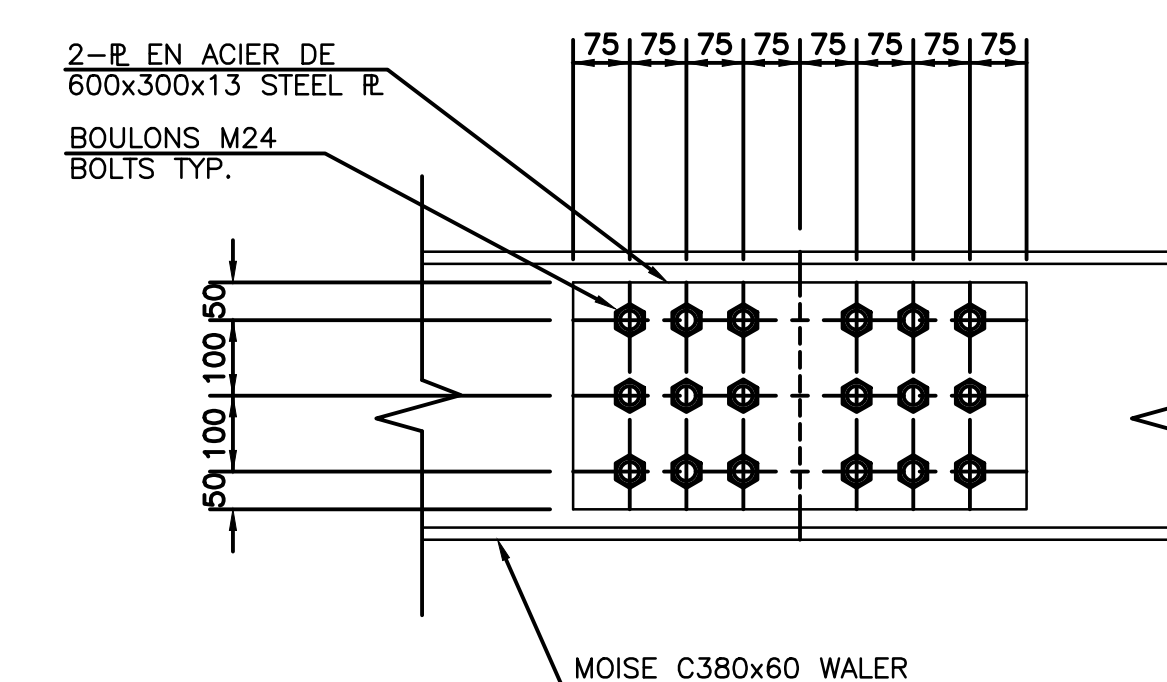 2-℔ EN ACIER DE
600x300x13 STEEL ℔
BOULONS M24
BOLTS TYP.
75 75 75 75 75 75 75 75
50
100
100
50
MOISE C380x60 WALER